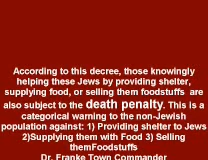 According to this decree, those knowingly
helping these Jews by providing shelter,
supplying food, or selling them foodstuffs are
also subject to the death penalty. This is a
categorical warning to the non-Jewish
population against: 1) Providing shelter to Jews
2)Supplying them with Food 3) Selling
themFoodstuffs
Dr. Franke Town Commander